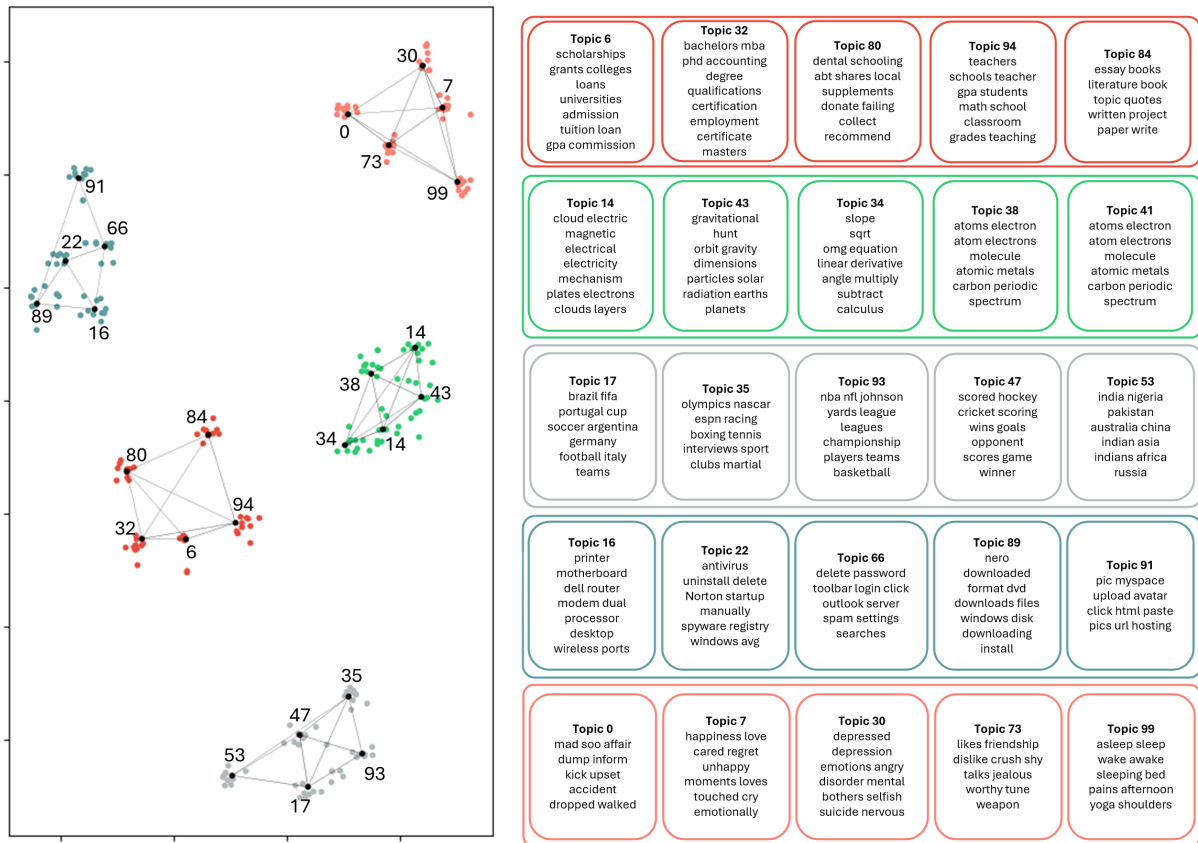 30
7
0
73
99
91
66
22
89
16
14
38
43
34
14
84
80
94
32
6
35
47
53
93
17
Topic 6
scholarships
grants colleges
loans
universities
admission
tuition loan
gpa commission
Topic 32
bachelors mba
phd accounting
degree
qualifications
certification
employment
certificate
masters
Topic 80
dental schooling
abt shares local
supplements
donate failing
collect
recommend
Topic 94
teachers
schools teacher
gpa students
math school
classroom
grades teaching
Topic 84
essay books
literature book
topic quotes
written project
paper write
Topic 14
cloud electric
magnetic
electrical
electricity
mechanism
plates electrons
clouds layers
Topic 43
gravitational
hunt
orbit gravity
dimensions
particles solar
radiation earths
planets
Topic 34
slope
sqrt
omg equation
linear derivative
angle multiply
subtract
calculus
Topic 38
atoms electron
atom electrons
molecule
atomic metals
carbon periodic
spectrum
Topic 41
atoms electron
atom electrons
molecule
atomic metals
carbon periodic
spectrum
Topic 17
brazil fifa
portugal cup
soccer argentina
germany
football italy
teams
Topic 35
olympics nascar
espn racing
boxing tennis
interviews sport
clubs martial
Topic 93
nba nfl johnson
yards league
leagues
championship
players teams
basketball
Topic 47
scored hockey
cricket scoring
wins goals
opponent
scores game
winner
Topic 53
india nigeria
pakistan
australia china
indian asia
indians africa
russia
Topic 16
printer
motherboard
dell router
modem dual
processor
desktop
wireless ports
Topic 22
antivirus
uninstall delete
Norton startup
manually
spyware registry
windows avg
Topic 66
delete password
toolbar login click
outlook server
spam settings
searches
Topic 89
nero
downloaded
format dvd
downloads files
windows disk
downloading
install
Topic 91
pic myspace
upload avatar
click html paste
pics url hosting
Topic 0
mad soo affair
dump inform
kick upset
accident
dropped walked
Topic 7
happiness love
cared regret
unhappy
moments loves
touched cry
emotionally
Topic 30
depressed
depression
emotions angry
disorder mental
bothers selfish
suicide nervous
Topic 73
likes friendship
dislike crush shy
talks jealous
worthy tune
weapon
Topic 99
asleep sleep
wake awake
sleeping bed
pains afternoon
yoga shoulders